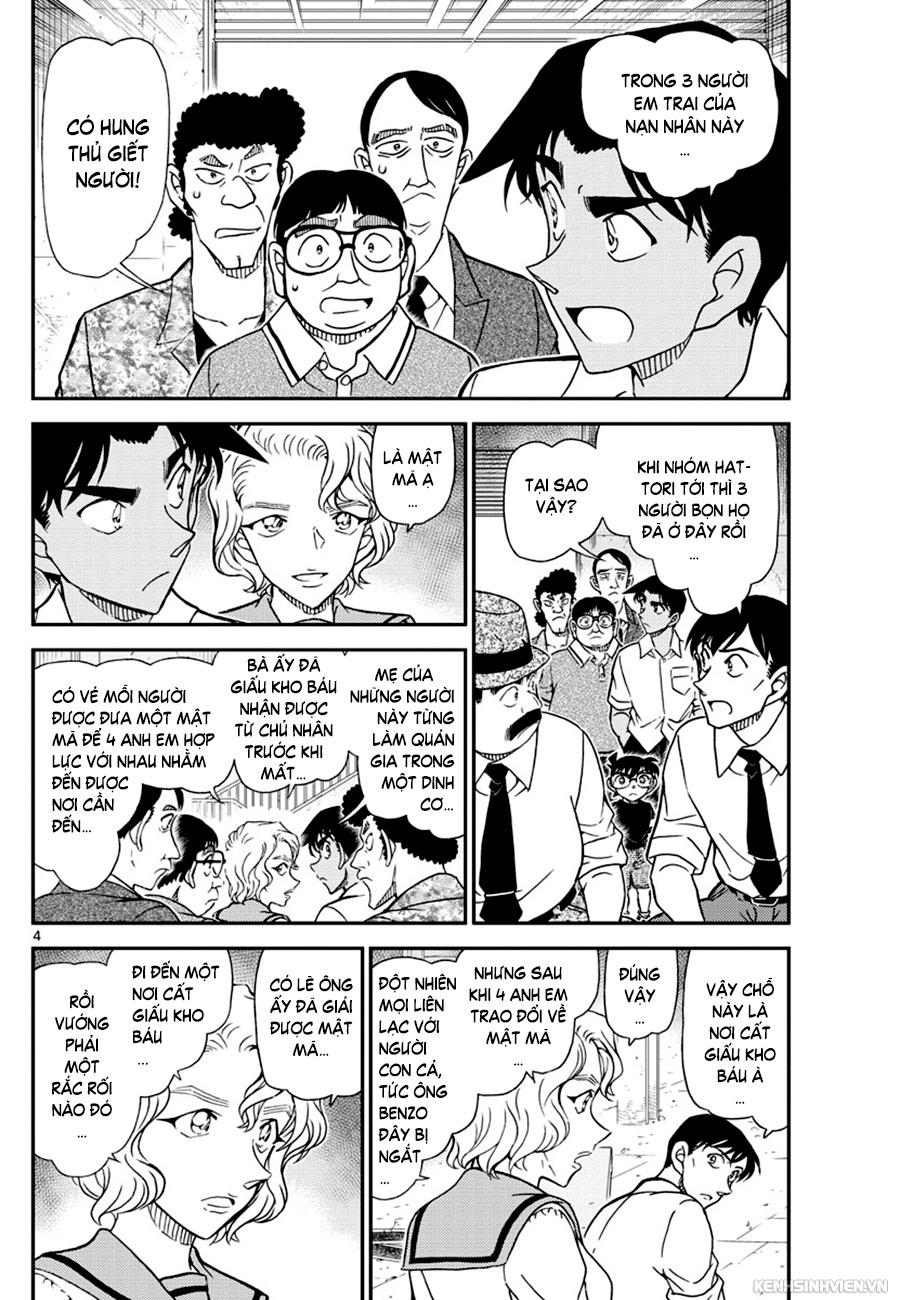 TRONG 3 NGƯỜI
EM TRAI CỦA
NẠN NHÂN NÀY
...
CÓ HUNG
THỦ GIẾT
NGƯỜI!
KHI NHÓM HAT-
TORI TỚI THÌ 3
NGƯỜI BỌN HỌ
ĐÃ Ở ĐÂY RỒI
...
TẠI SAO
VẬY?
LÀ MẬT
MÃ Ạ
...
MẸ CỦA
NHỮNG NGƯỜI
NÀY TỪNG
LÀM QUẢN
GIA TRONG
MỘT DINH
CƠ...
BÀ ẤY ĐÃ
GIẤU KHO BÁU
NHẬN ĐƯỢC
TỪ CHỦ NHÂN
TRƯỚC KHI
MẤT...
CÓ VẺ MỖI NGƯỜI
ĐƯỢC ĐƯA MỘT MẬT
MÃ ĐỂ 4 ANH EM HỢP
LỰC VỚI NHAU NHẰM
ĐẾN ĐƯỢC
NƠI CẦN
ĐẾN...
4
VẬY CHỖ
NÀY LÀ
NƠI CẤT
GIẤU KHO
BÁU À
...
ĐÚNG
VẬY
...
NHƯNG SAU
KHI 4 ANH EM
TRAO ĐỔI VỀ
MẬT MÃ
...
ĐỘT NHIÊN
MỌI LIÊN
LẠC VỚI
NGƯỜI
CON CẢ,
TỨC ÔNG
BENZO
ĐÂY BỊ
NGẮT...
CÓ LẼ ÔNG
ẤY ĐÃ GIẢI
ĐƯỢC MẬT
MÃ...
ĐI ĐẾN MỘT
NƠI CẤT
GIẤU KHO
BÁU
...
RỒI
VƯỚNG
PHẢI
MỘT
RẮC RỐI
NÀO ĐÓ
...
KENHSINHVIEN.VN